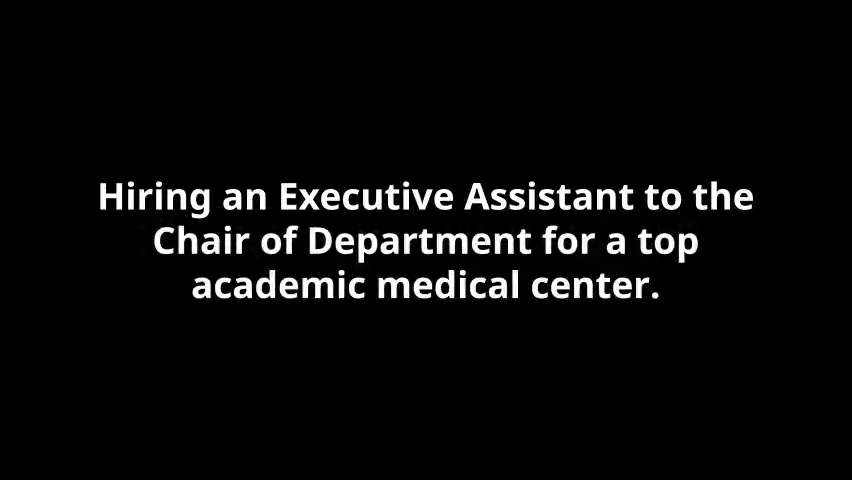 Hiring an Executive Assistant to the
Chair of Department for a top
academic medical center.